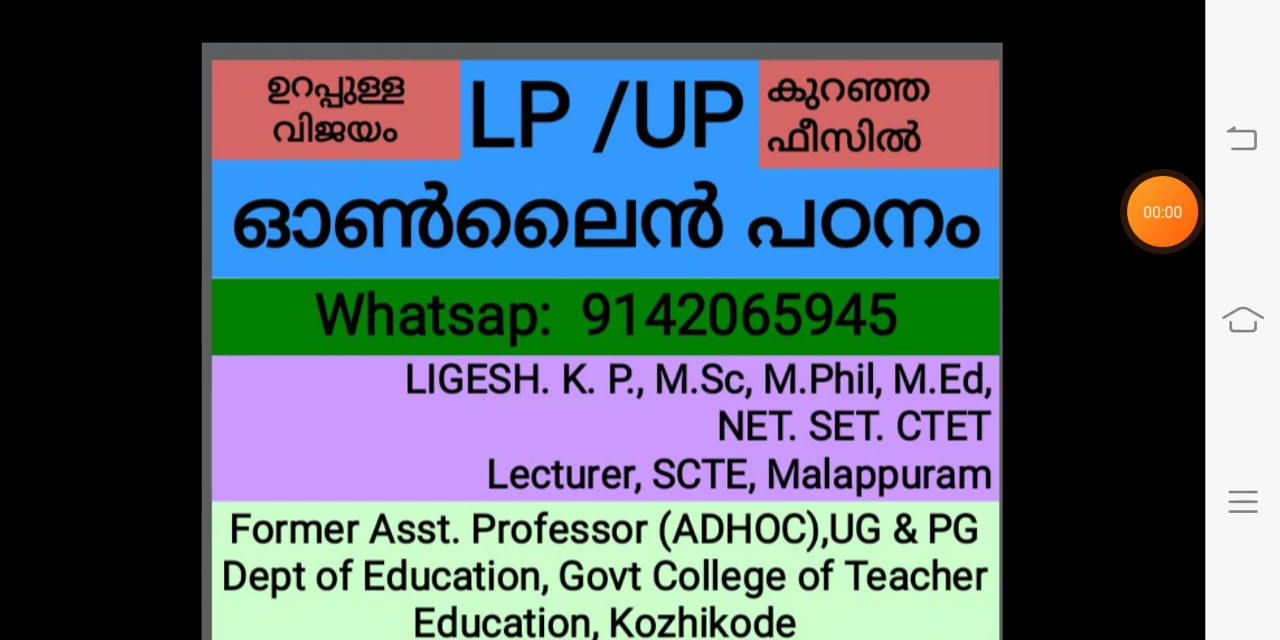 ഉറപ്പുള്ള
വിജയം
LP /UP
കുറഞ്ഞ
ഫീസിൽ
ഓൺലൈൻ പഠനം
Whatsap: 9142065945
LIGESH. K. P., M.Sc, M.Phil, M.Ed,
NET. SET. CTET
Lecturer, SCTE, Malappuram
Former Asst. Professor (ADHOC),UG & PG
Dept of Education, Govt College of Teacher
Education, Kozhikode
00:00